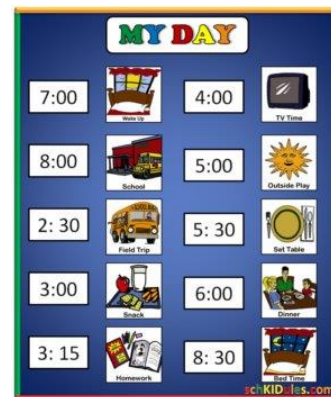 MY DAY
7:00
Wake Up
8:00
School
2: 30
Field Trip
3:00
Snack
3: 15
Homework
4:00
TV Time
5:00
Outside Play
5: 30
Set Table
6:00
Dinner
8: 30
Bed Time
schKIDules.com